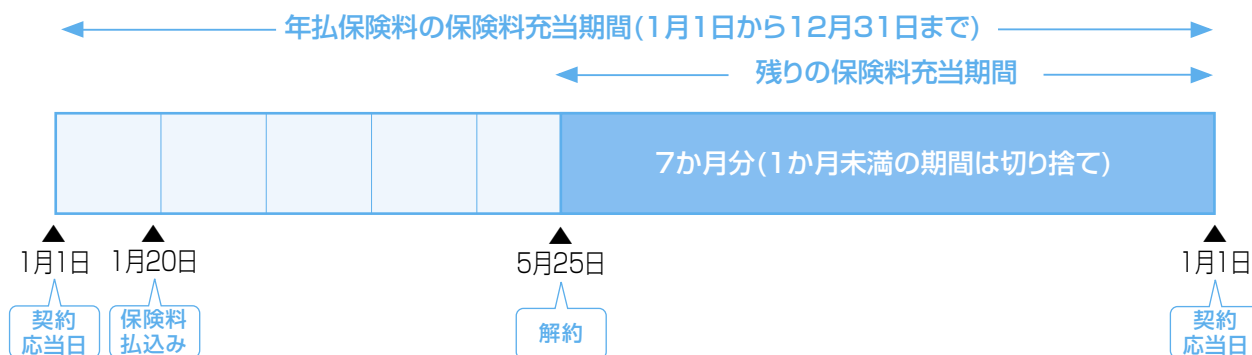 年払保険料の保険料充当期間(1月1日から12月31日まで)
残りの保険料充当期間
7か月分(1か月未満の期間は切り捨て)
1月1日
1月20日
5月25日
1月1日
契約
応当日
保険料
払込み
解約
契約
応当日